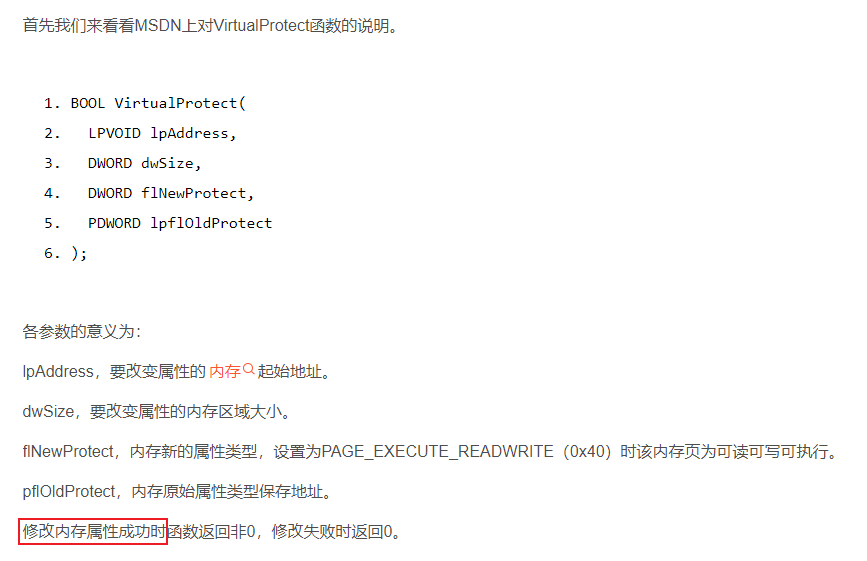 首先我们来看看MSDN上对VirtualProtect函数的说明。
1. BOOL VirtualProtect(
2. LPVOID lpAddress,
3. DWORD dwSize,
4. DWORD flNewProtect,
5. PDWORD lpflOldProtect
6. );
各参数的意义为：
lpAddress，要改变属性的 内存 起始地址。
dwSize，要改变属性的内存区域大小。
flNewProtect，内存新的属性类型，设置为PAGE_EXECUTE_READWRITE（0x40）时该内存页为可读可写可执行。
pflOldProtect，内存原始属性类型保存地址。
修改内存属性成功时函数返回非0，修改失败时返回0。